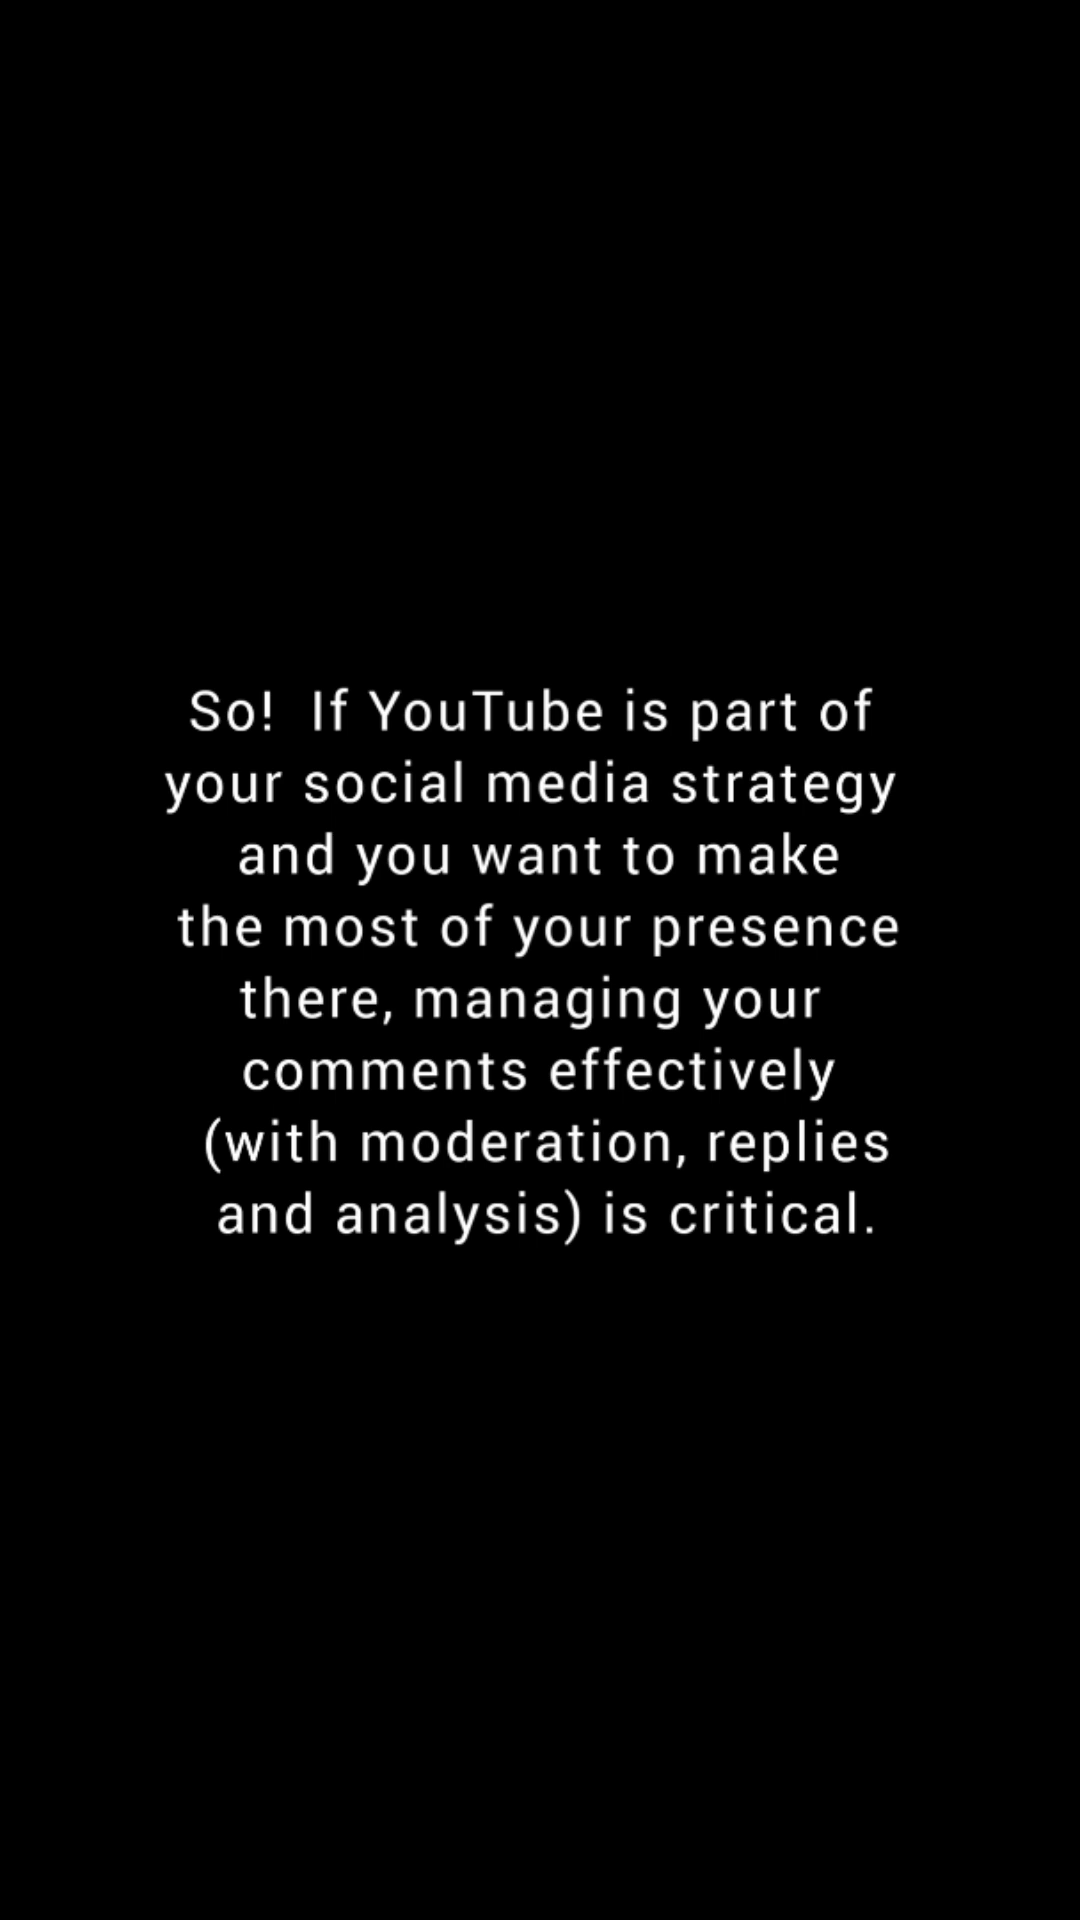 So!  If YouTube is part of
your social media strategy
and you want to make
the most of your presence
there, managing your
comments effectively
(with moderation, replies
and analysis) is critical.